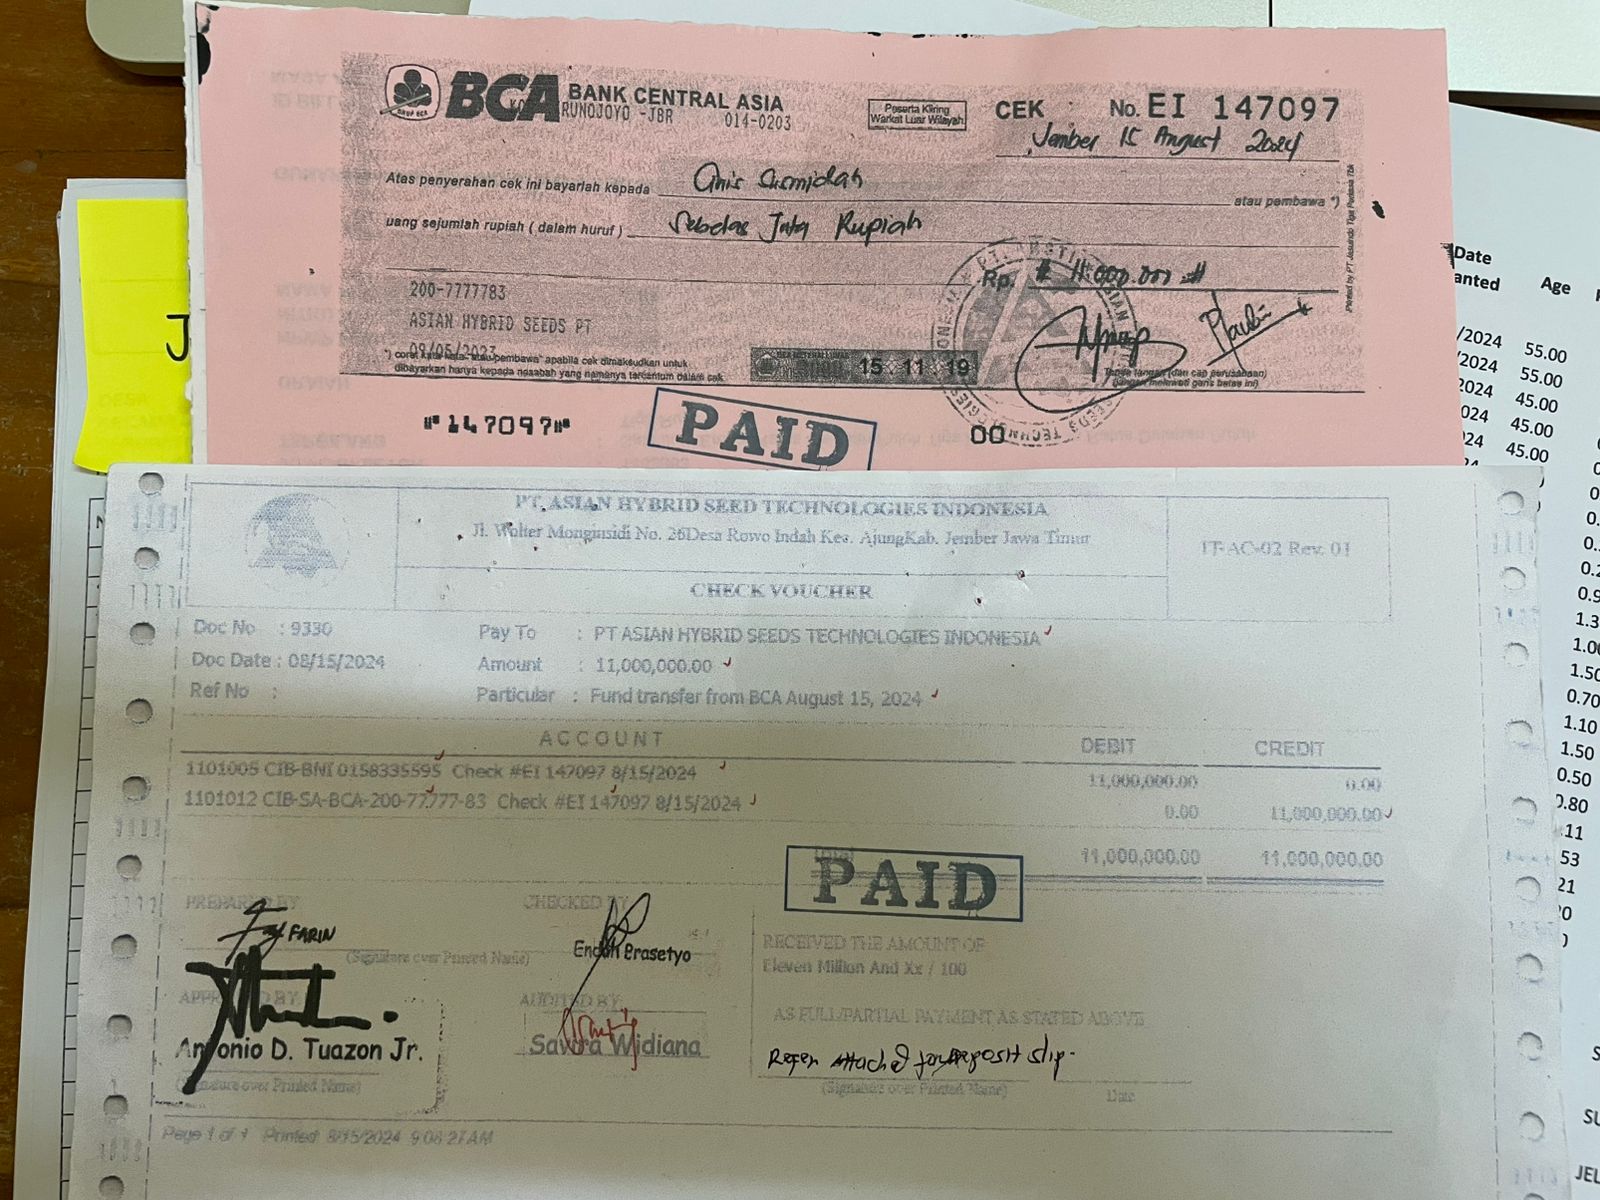 BCA BANK CENTRAL ASIA
RUNOJOYO -JBR 014-0203
Peserta Kliring
Warkat Luar Wilayah
CEK No. EI 147097
Jember 15 August 2024
Atas penyerahan cek ini bayarlah kepada Anis Susmidah atau pembawa *)
uang sejumlah rupiah ( dalam huruf ) Sebelas Juta Rupiah
Rp. # 11.000.000 #
200-7777783
ASIAN HYBRID SEEDS PT
09/05/2023
*) coret kata-kata "atau pembawa" apabila cek dimaksudkan untuk
dibayarkan hanya kepada nasabah yang namanya tercantum dalam cek
15 11 19
Tanda tangan (dan cap perusahaan)
(jangan melewati garis batas ini)
"147097" 00
PAID
J
Date
anted Age
/2024 55.00
/2024 55.00
2024 45.00
024 45.00
24 45.00
PT. ASIAN HYBRID SEED TECHNOLOGIES INDONESIA
Jl. Wolter Monginsidi No. 26Desa Rowo Indah Kec. AjungKab. Jember Jawa Timur
IT-AC-02 Rev. 01
CHECK VOUCHER
Doc No : 9330 Pay To : PT ASIAN HYBRID SEEDS TECHNOLOGIES INDONESIA
Doc Date : 08/15/2024 Amount : 11,000,000.00
Ref No : Particular : Fund transfer from BCA August 15, 2024
ACCOUNT DEBIT CREDIT
1101005 CIB-BNI 0158335595 Check #EI 147097 8/15/2024 11,000,000.00 0.00
1101012 CIB-SA-BCA-200-77777-83 Check #EI 147097 8/15/2024 0.00 11,000,000.00
Total 11,000,000.00 11,000,000.00
PAID
PREPARED BY CHECKED BY
FARIN
Endah Prasetyo
(Signature over Printed Name)
RECEIVED THE AMOUNT OF
Eleven Million And Xx / 100
APPROVED BY AUDITED BY
AS FULL/PARTIAL PAYMENT AS STATED ABOVE
Antonio D. Tuazon Jr. Savira Widiana
Refer attached for deposit slip.
(Signature over Printed Name) (Signature over Printed Name) Date
Page 1 of 1 Printed 8/15/2024 9:08:27AM